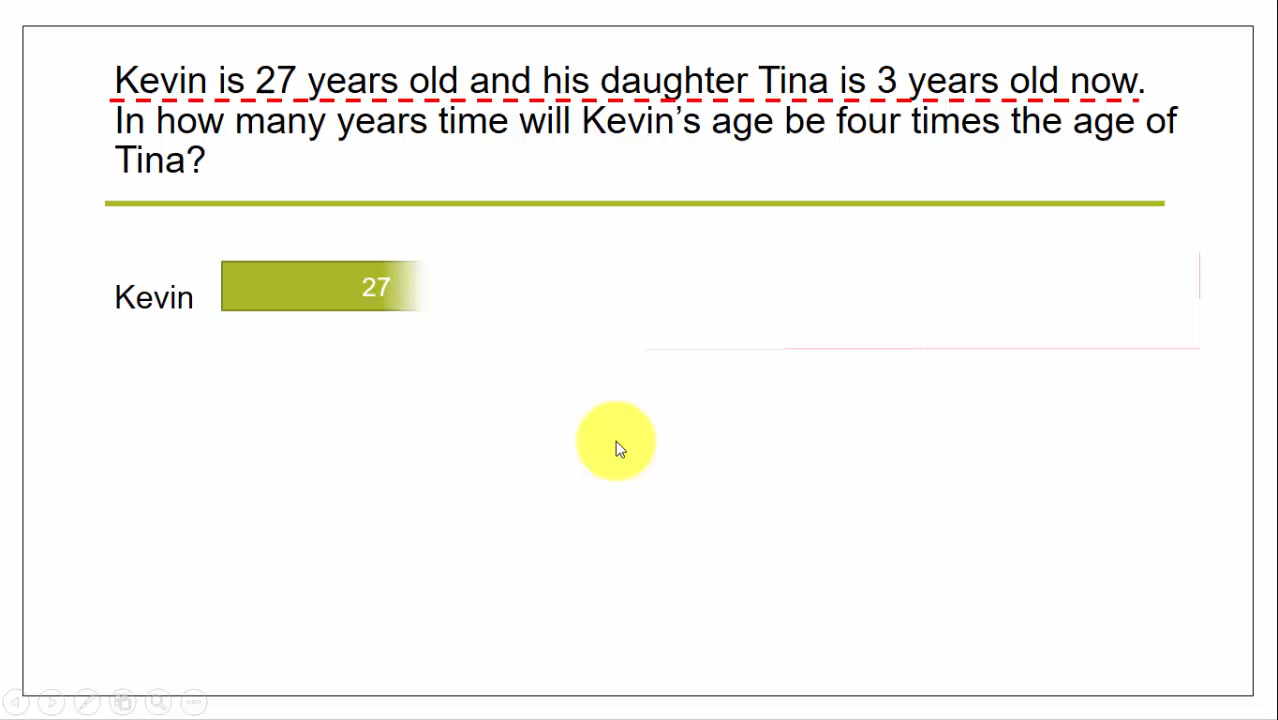 Kevin is 27 years old and his daughter Tina is 3 years old now.
In how many years time will Kevin’s age be four times the age of
Tina?
27
Kevin